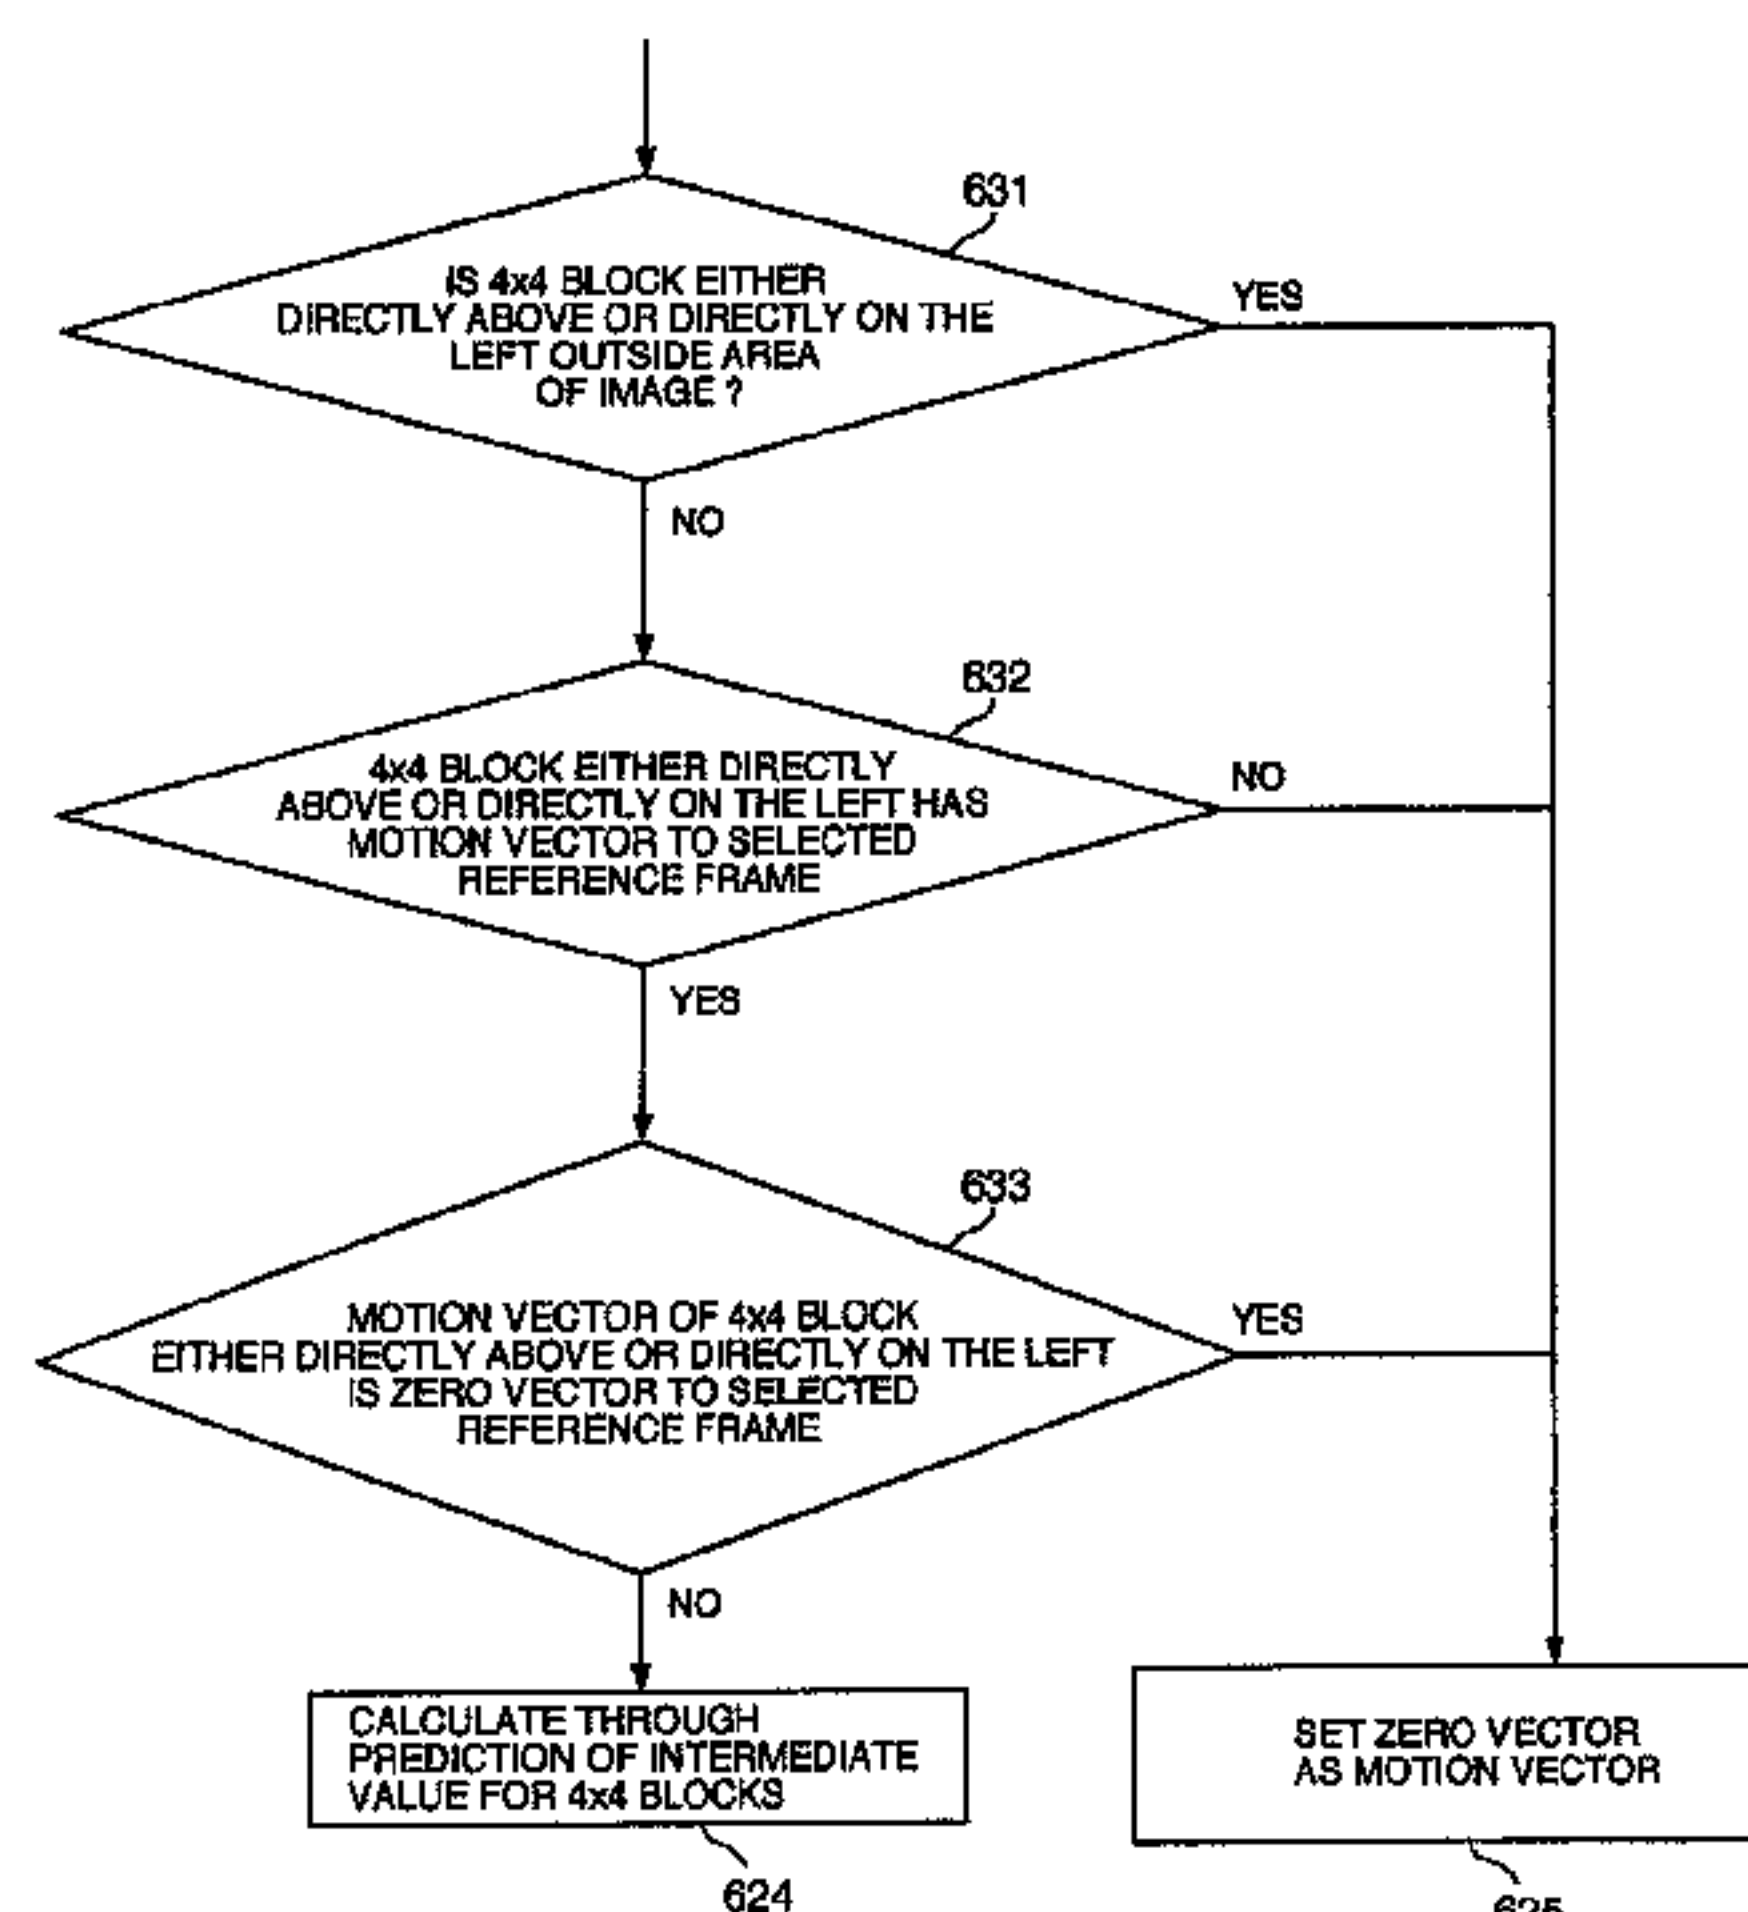 631
IS 4x4 BLOCK EITHER
DIRECTLY ABOVE OR DIRECTLY ON THE
LEFT OUTSIDE AREA
OF IMAGE ?
YES
NO
632
4x4 BLOCK EITHER DIRECTLY
ABOVE OR DIRECTLY ON THE LEFT HAS
MOTION VECTOR TO SELECTED
REFERENCE FRAME
NO
YES
633
MOTION VECTOR OF 4x4 BLOCK
EITHER DIRECTLY ABOVE OR DIRECTLY ON THE LEFT
IS ZERO VECTOR TO SELECTED
REFERENCE FRAME
YES
NO
CALCULATE THROUGH
PREDICTION OF INTERMEDIATE
VALUE FOR 4x4 BLOCKS
624
SET ZERO VECTOR
AS MOTION VECTOR
625